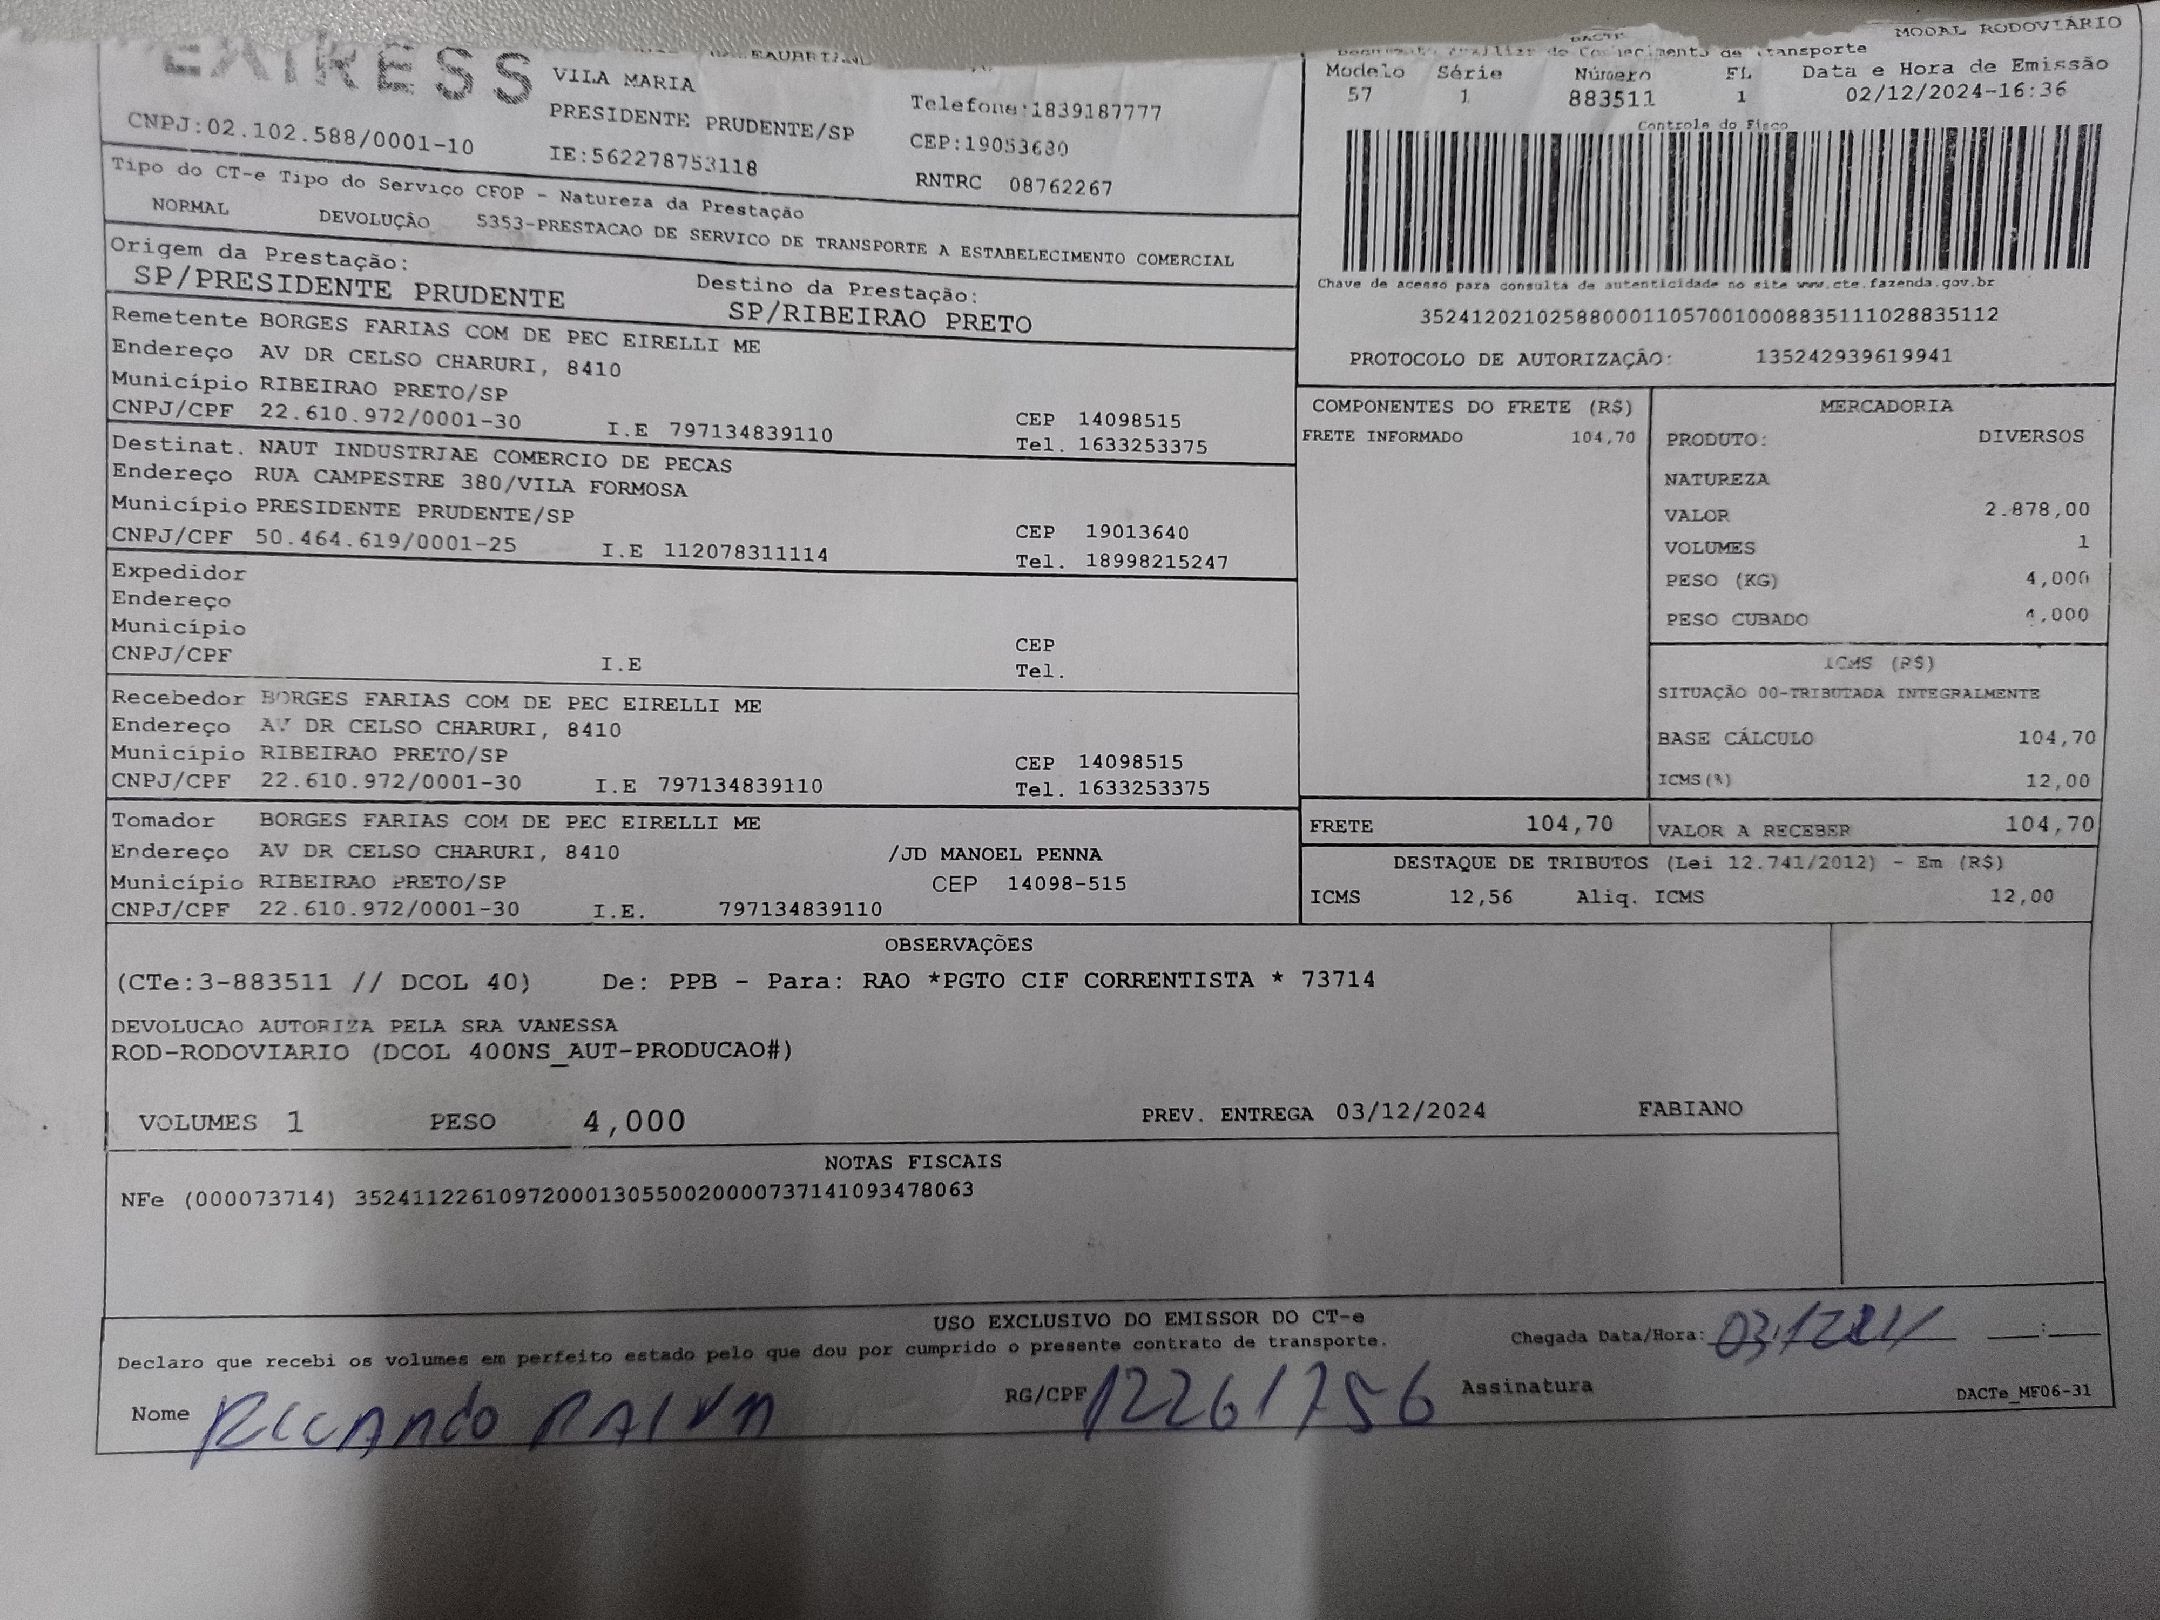 MODAL RODOVIÁRIO
EXPRESS
VILA MARIA
PRESIDENTE PRUDENTE/SP
Telefone:1839187777
CNPJ:02.102.588/0001-10
IE:562278753118
CEP:19053680
RNTRC 08762267
de Conhecimento de transporte
Modelo Série Número FL Data e Hora de Emissão
57 1 883511 1 02/12/2024-16:36
Controle do Fisco
Chave de acesso para consulta de autenticidade no site www.cte.fazenda.gov.br
35241202102588000110570010008835111028835112
PROTOCOLO DE AUTORIZAÇÃO: 135242939619941
Tipo do CT-e Tipo do Serviço CFOP - Natureza da Prestação
NORMAL DEVOLUÇÃO 5353-PRESTACAO DE SERVICO DE TRANSPORTE A ESTABELECIMENTO COMERCIAL
Origem da Prestação: Destino da Prestação:
SP/PRESIDENTE PRUDENTE SP/RIBEIRAO PRETO
Remetente BORGES FARIAS COM DE PEC EIRELLI ME
Endereço AV DR CELSO CHARURI, 8410
Município RIBEIRAO PRETO/SP CEP 14098515
CNPJ/CPF 22.610.972/0001-30 I.E 797134839110 Tel. 1633253375
Destinat. NAUT INDUSTRIAE COMERCIO DE PECAS
Endereço RUA CAMPESTRE 380/VILA FORMOSA
Município PRESIDENTE PRUDENTE/SP CEP 19013640
CNPJ/CPF 50.464.619/0001-25 I.E 112078311114 Tel. 18998215247
Expedidor
Endereço
Município CEP
CNPJ/CPF I.E Tel.
Recebedor BORGES FARIAS COM DE PEC EIRELLI ME
Endereço AV DR CELSO CHARURI, 8410
Município RIBEIRAO PRETO/SP CEP 14098515
CNPJ/CPF 22.610.972/0001-30 I.E 797134839110 Tel. 1633253375
Tomador BORGES FARIAS COM DE PEC EIRELLI ME
Endereço AV DR CELSO CHARURI, 8410 /JD MANOEL PENNA
Município RIBEIRAO PRETO/SP CEP 14098-515
CNPJ/CPF 22.610.972/0001-30 I.E. 797134839110
COMPONENTES DO FRETE (R$)
FRETE INFORMADO 104,70
MERCADORIA
PRODUTO: DIVERSOS
NATUREZA
VALOR 2.878,00
VOLUMES 1
PESO (KG) 4,000
PESO CUBADO 4,000
ICMS (R$)
SITUAÇÃO 00-TRIBUTADA INTEGRALMENTE
BASE CÁLCULO 104,70
ICMS(%) 12,00
FRETE 104,70 VALOR A RECEBER 104,70
DESTAQUE DE TRIBUTOS (Lei 12.741/2012) - Em (R$)
ICMS 12,56 Aliq. ICMS 12,00
OBSERVAÇÕES
(CTe:3-883511 // DCOL 40) De: PPB - Para: RAO *PGTO CIF CORRENTISTA * 73714
DEVOLUCAO AUTORIZA PELA SRA VANESSA
ROD-RODOVIARIO (DCOL 400NS_AUT-PRODUCAO#)
VOLUMES 1 PESO 4,000 PREV. ENTREGA 03/12/2024 FABIANO
NOTAS FISCAIS
NFe (000073714) 35241122610972000130550020000737141093478063
USO EXCLUSIVO DO EMISSOR DO CT-e
Declaro que recebi os volumes em perfeito estado pelo que dou por cumprido o presente contrato de transporte. Chegada Data/Hora: __:__
Nome RICANDO PAIVA RG/CPF 12261756 Assinatura DACTe_MF06-31